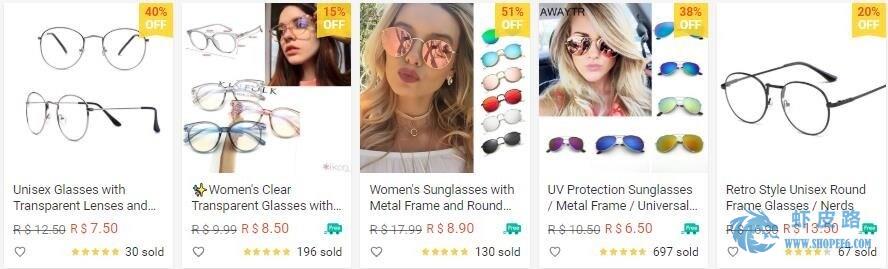 40%
OFF
Unisex Glasses with
Transparent Lenses and...
R$ 12.50 R$ 7.50
30 sold
15%
OFF
Women's Clear
Transparent Glasses with...
R$ 9.99 R$ 8.50
Free
196 sold
51%
OFF
Women's Sunglasses with
Metal Frame and Round...
R$ 17.99 R$ 8.90
Free
130 sold
AWAYTR
38%
OFF
UV Protection Sunglasses
/ Metal Frame / Universal...
R$ 10.50 R$ 6.50
Free
697 sold
20%
OFF
Retro Style Unisex Round
Frame Glasses / Nerds
R$ 13.50
Free
67 sold
虾皮路
WWW.SHOPEE6.COM